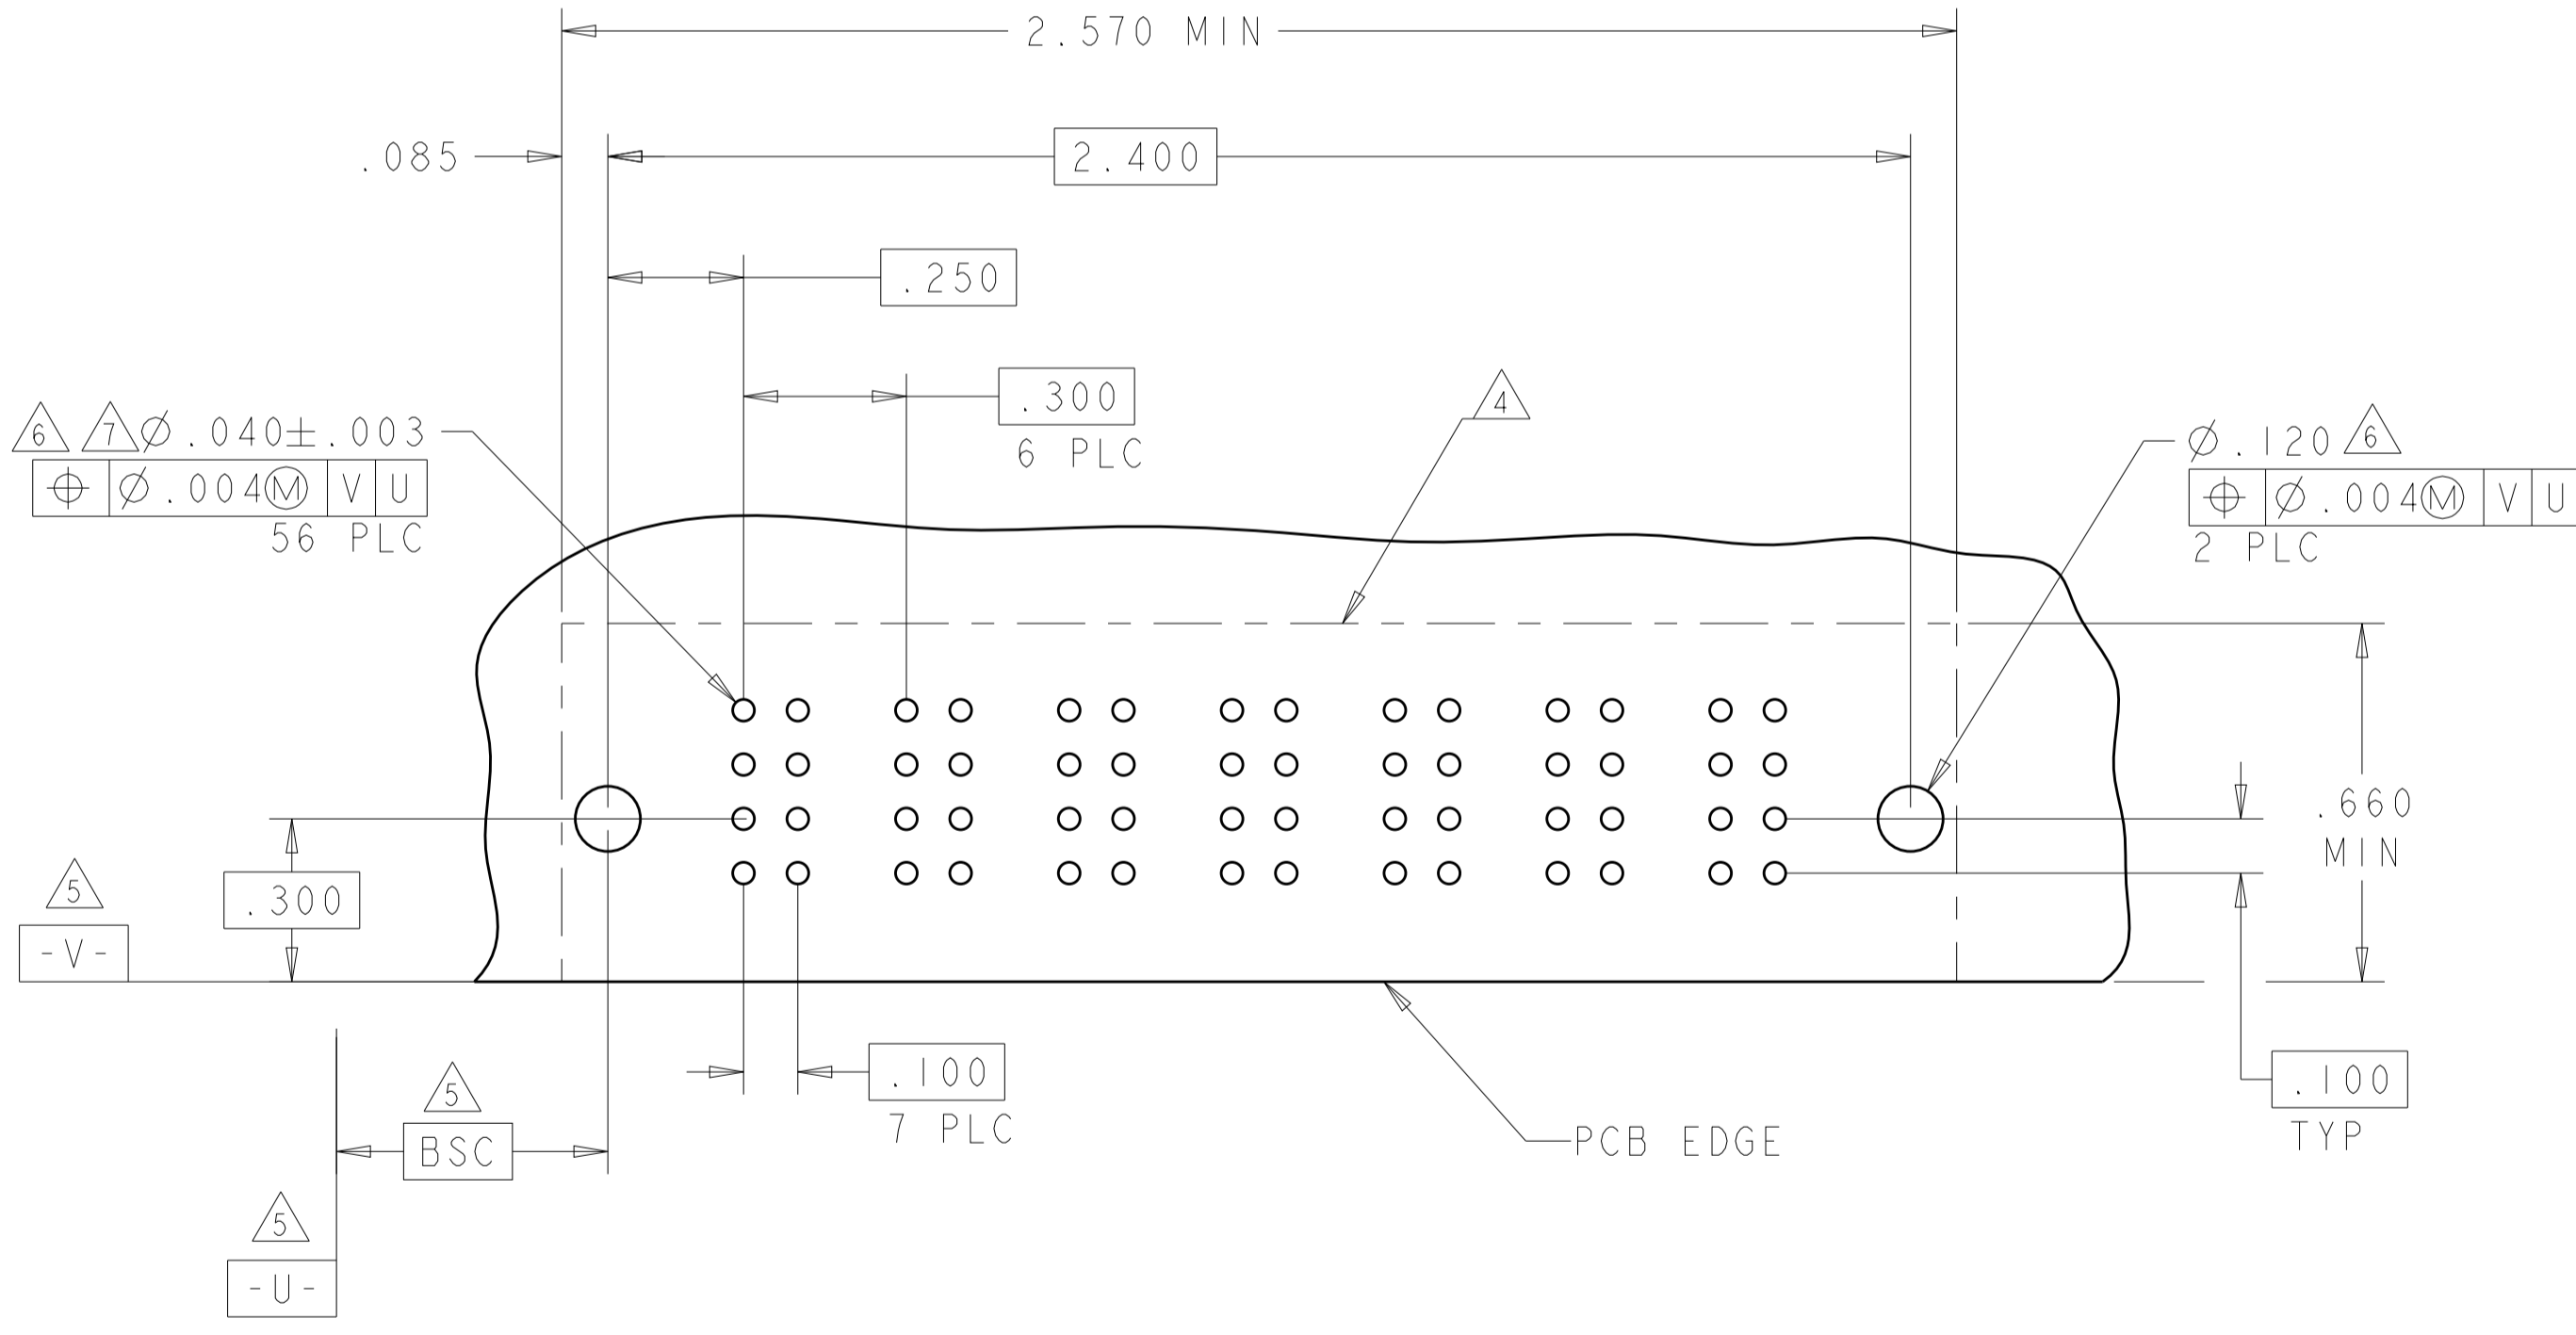 2.570 MIN
.085
2.400
.250
.300
6 PLC
4
6 7 Ø.040±.003
⌖ Ø.004Ⓜ V U
56 PLC
Ø.120 6
⌖ Ø.004Ⓜ V U
2 PLC
.660
MIN
5
-V-
.300
.100
7 PLC
.100
TYP
5
BSC
PCB EDGE
5
-U-